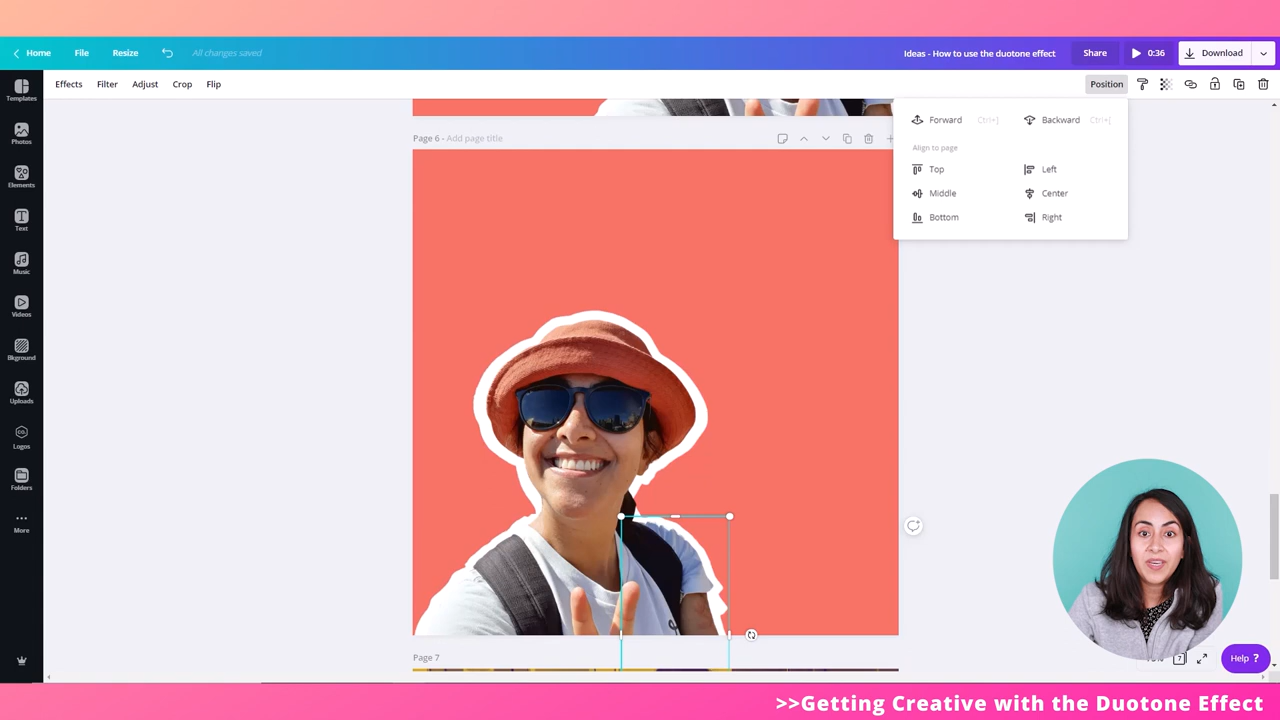 Home File Resize All changes saved Ideas - How to use the duotone effect Share 0:36 Download
Effects Filter Adjust Crop Flip Position
Templates
Photos
Elements
Text
Music
Videos
Bkground
Uploads
Logos
Folders
More
Forward Ctrl+] Backward Ctrl+[
Align to page
Top Left
Middle Center
Bottom Right
Page 6 - Add page title
Page 7
7 Help ?
>>Getting Creative with the Duotone Effect